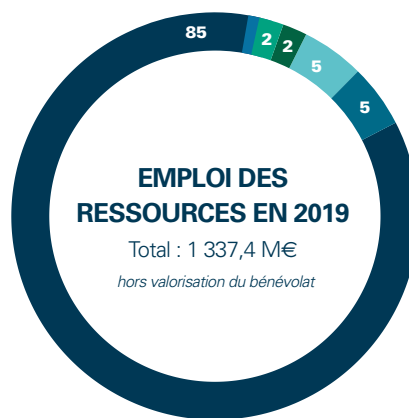 85
2
2
5
5
EMPLOI DES
RESSOURCES EN 2019
Total : 1 337,4 M€
hors valorisation du bénévolat